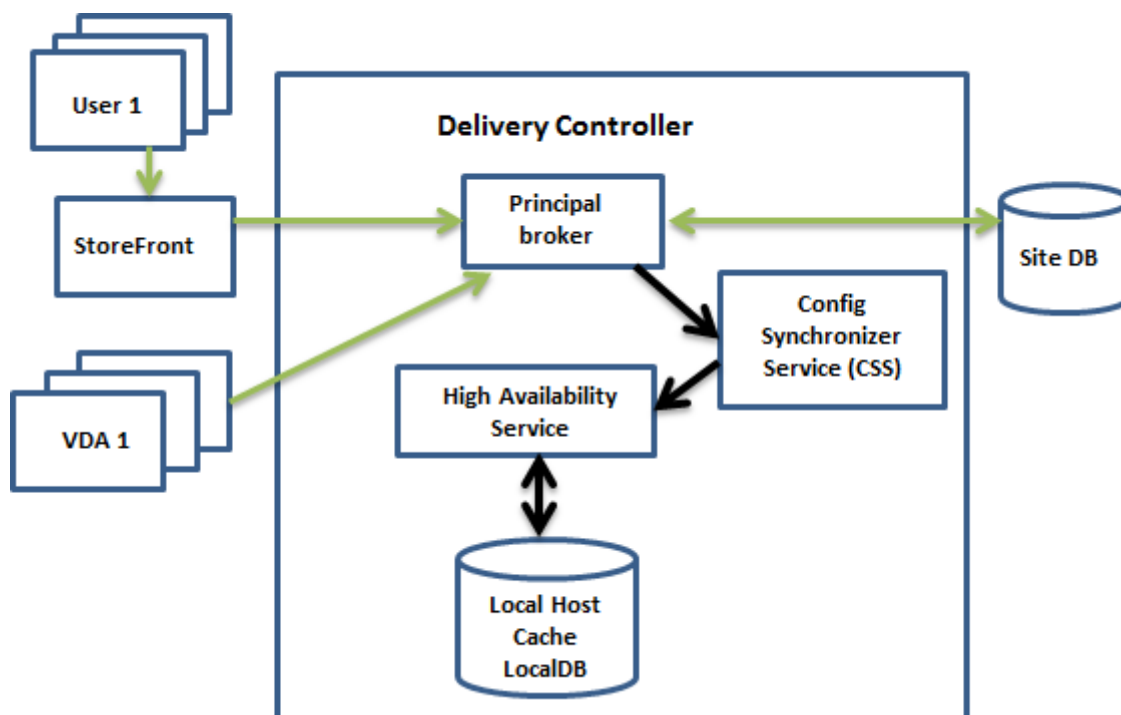 User 1
Delivery Controller
Principal
broker
StoreFront
Site DB
Config
Synchronizer
Service (CSS)
High Availability
Service
VDA 1
Local Host
Cache
LocalDB